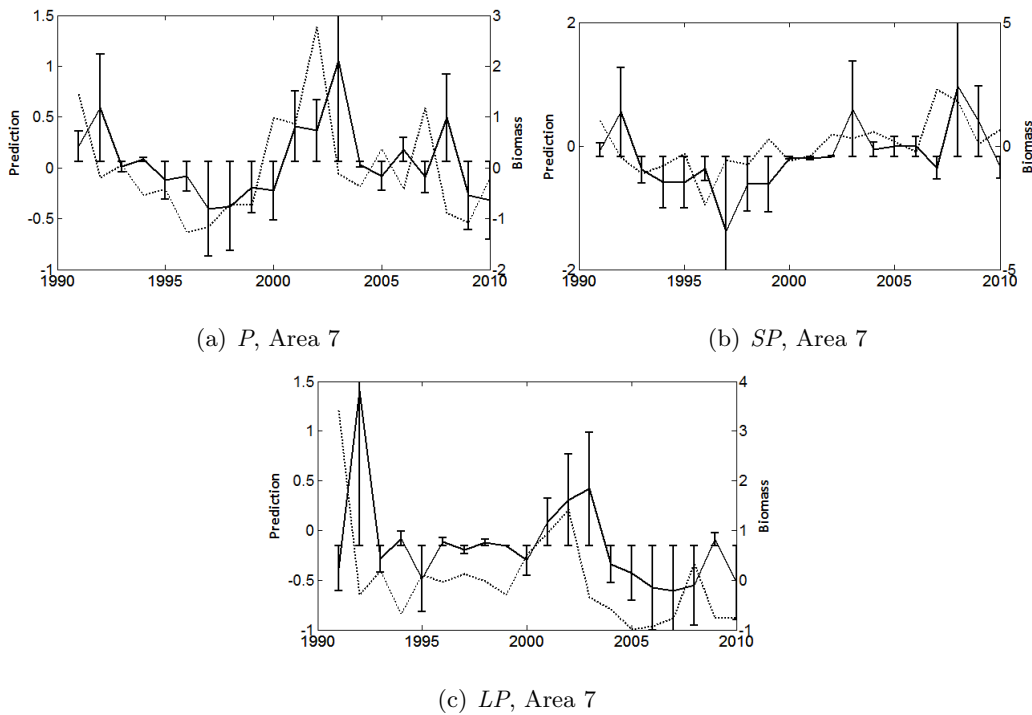 1.5 3
1 2
0.5 1
0 0
-0.5 -1
-1 -2
1990 1995 2000 2005 2010
Prediction
Biomass
(a) P, Area 7
2 5
0 0
-2 -5
1990 1995 2000 2005 2010
Prediction
Biomass
(b) SP, Area 7
1.5 4
1 3
0.5 2
0 1
-0.5 0
-1 -1
1990 1995 2000 2005 2010
Prediction
Biomass
(c) LP, Area 7